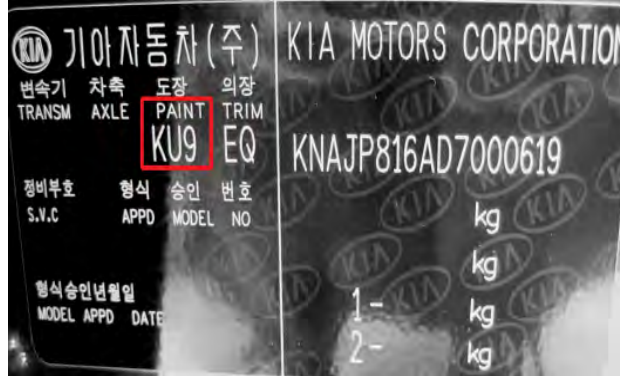 KIA 기아자동차(주)
변속기 차축 도장 의장
TRANSM AXLE PAINT TRIM
KU9 EQ
정비부호 형식 승인 번호
S.V.C APPD MODEL NO
형식승인년월일
MODEL APPD DATE
KIA MOTORS CORPORATION
KNAJP816AD7000619
kg
kg
1- kg
2- kg